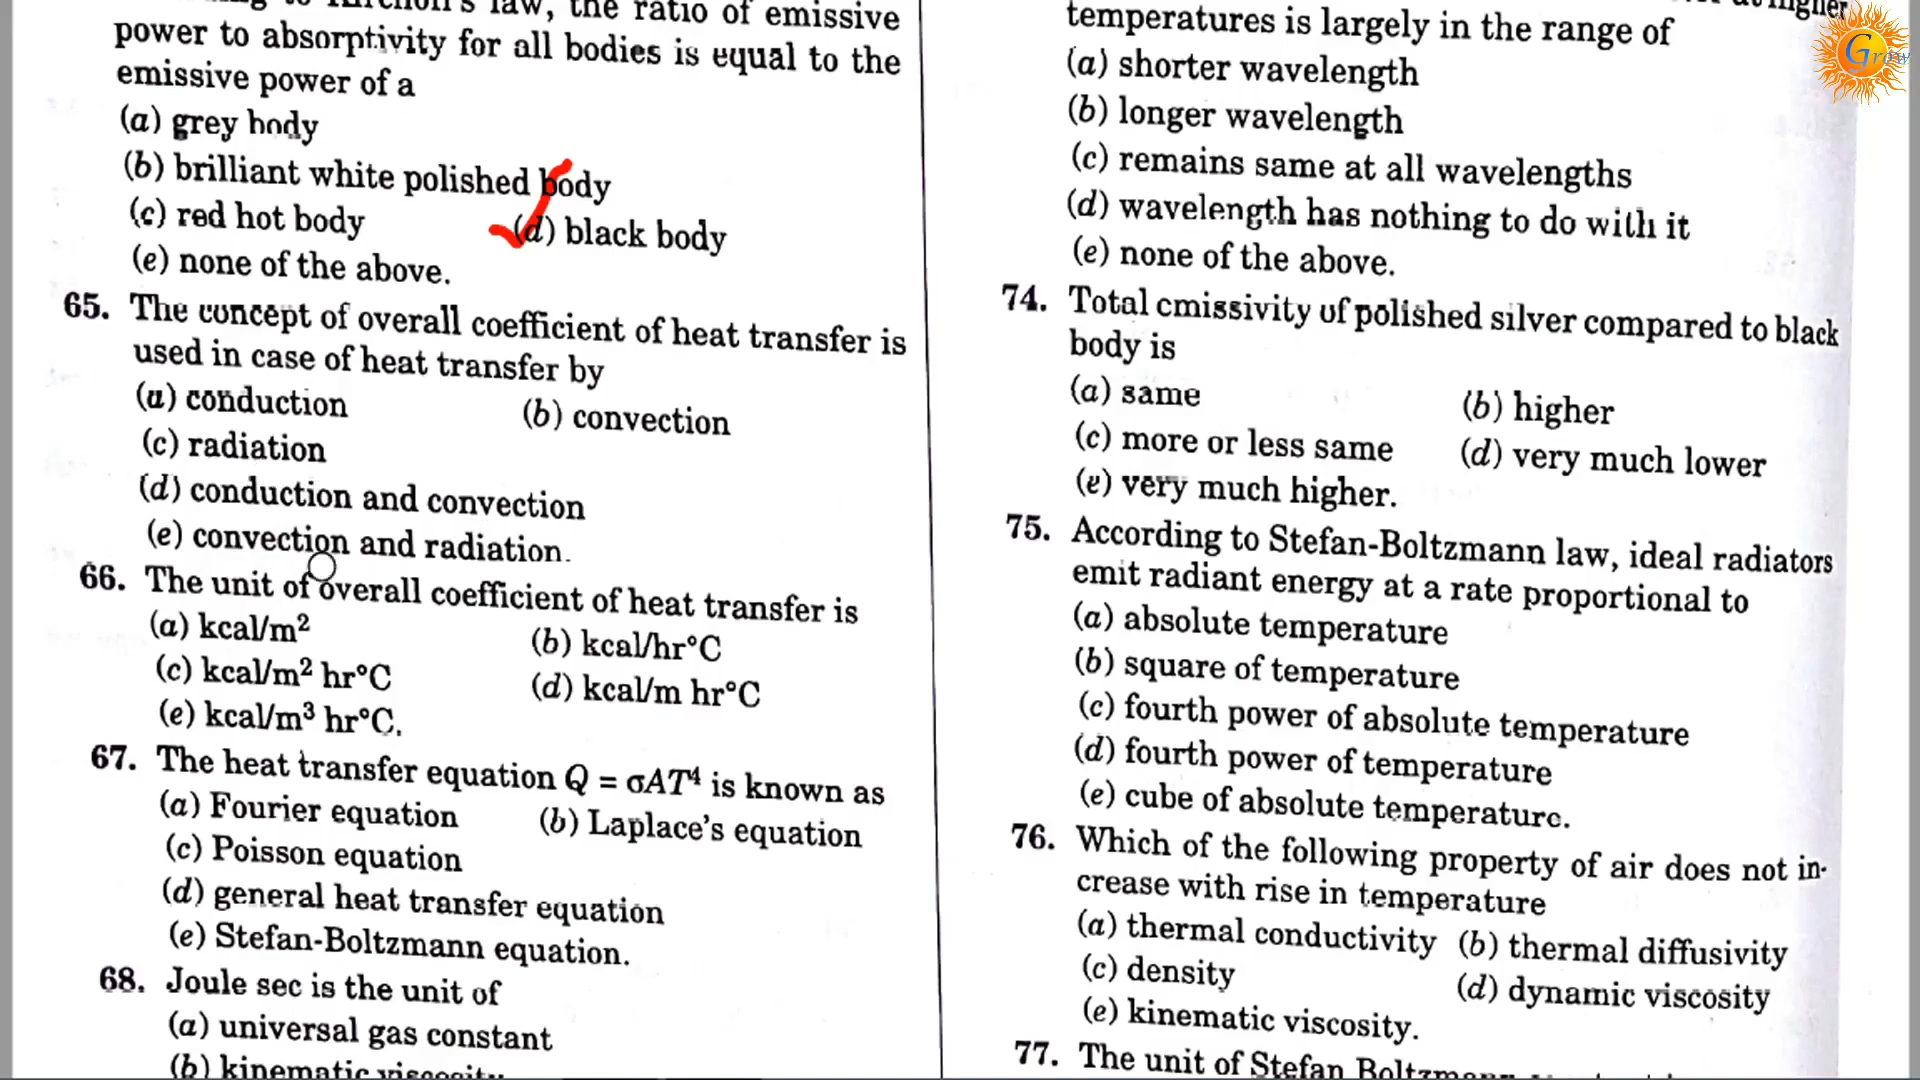 law, the ratio of emissive
power to absorptivity for all bodies is equal to the
emissive power of a
(a) grey body
(b) brilliant white polished body
(c) red hot body (d) black body
(e) none of the above.
65. The concept of overall coefficient of heat transfer is
used in case of heat transfer by
(a) conduction (b) convection
(c) radiation
(d) conduction and convection
(e) convection and radiation.
66. The unit of overall coefficient of heat transfer is
(a) kcal/m² (b) kcal/hr°C
(c) kcal/m² hr°C (d) kcal/m hr°C
(e) kcal/m³ hr°C.
67. The heat transfer equation Q = σAT⁴ is known as
(a) Fourier equation (b) Laplace's equation
(c) Poisson equation
(d) general heat transfer equation
(e) Stefan-Boltzmann equation.
68. Joule sec is the unit of
(a) universal gas constant
(b) kinematic viscosity
at higher
temperatures is largely in the range of
(a) shorter wavelength
(b) longer wavelength
(c) remains same at all wavelengths
(d) wavelength has nothing to do with it
(e) none of the above.
74. Total emissivity of polished silver compared to black
body is
(a) same (b) higher
(c) more or less same (d) very much lower
(e) very much higher.
75. According to Stefan-Boltzmann law, ideal radiators
emit radiant energy at a rate proportional to
(a) absolute temperature
(b) square of temperature
(c) fourth power of absolute temperature
(d) fourth power of temperature
(e) cube of absolute temperature.
76. Which of the following property of air does not in-
crease with rise in temperature
(a) thermal conductivity (b) thermal diffusivity
(c) density (d) dynamic viscosity
(e) kinematic viscosity.
77. The unit of Stefan Boltzmann
Grow